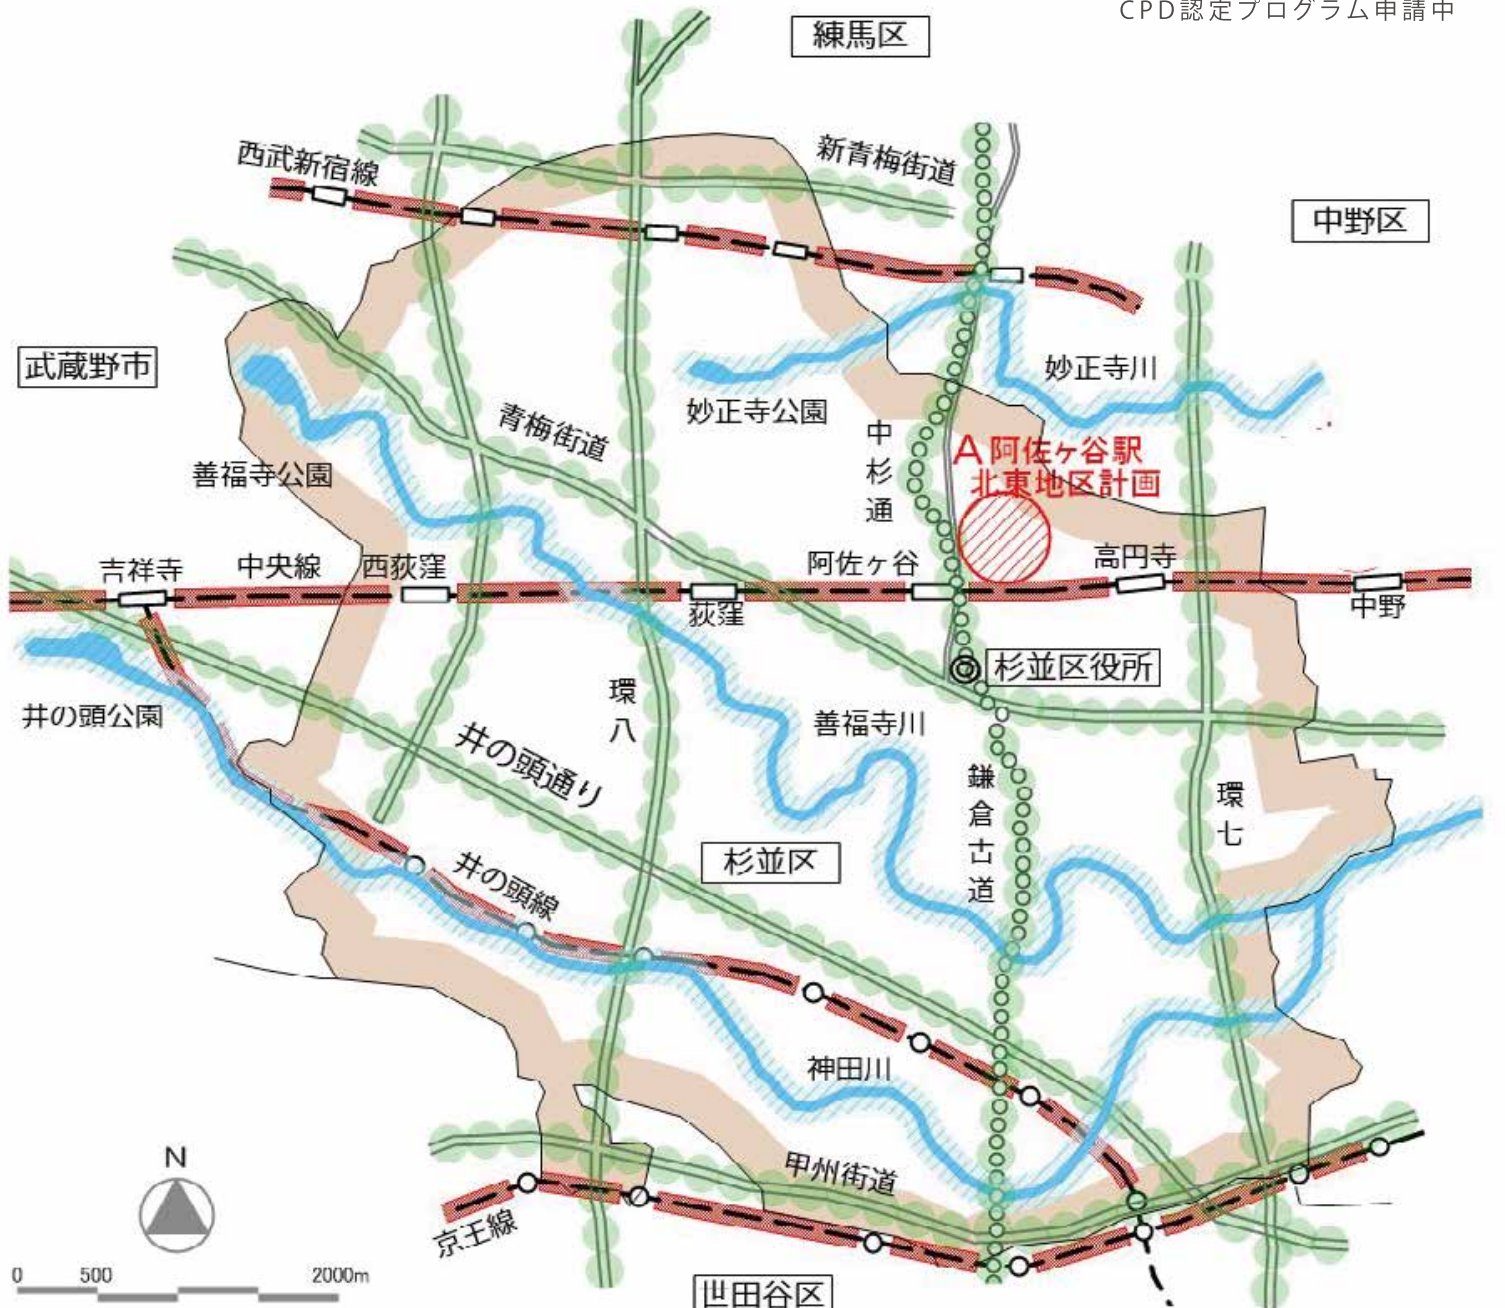 CPD認定プログラム申請中
練馬区
新青梅街道
西武新宿線
中野区
武蔵野市
妙正寺川
妙正寺公園
青梅街道
中杉通
A 阿佐ヶ谷駅
北東地区計画
善福寺公園
吉祥寺
中央線
西荻窪
阿佐ヶ谷
高円寺
荻窪
中野
杉並区役所
井の頭公園
環八
善福寺川
井の頭通り
鎌倉古道
環七
杉並区
井の頭線
神田川
甲州街道
N
京王線
0 500 2000m
世田谷区